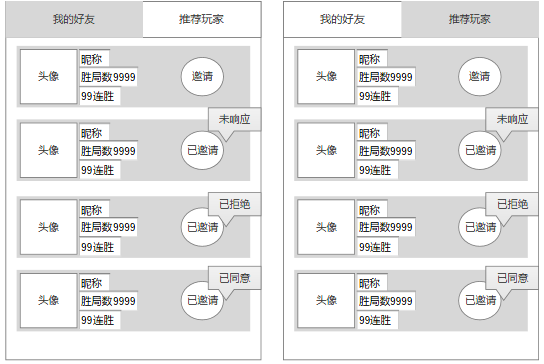 我的好友
推荐玩家
头像
昵称
胜局数9999
99连胜
邀请
未响应
头像
昵称
胜局数9999
99连胜
已邀请
已拒绝
头像
昵称
胜局数9999
99连胜
已邀请
已同意
头像
昵称
胜局数9999
99连胜
已邀请
我的好友
推荐玩家
头像
昵称
胜局数9999
99连胜
邀请
未响应
头像
昵称
胜局数9999
99连胜
已邀请
已拒绝
头像
昵称
胜局数9999
99连胜
已邀请
已同意
头像
昵称
胜局数9999
99连胜
已邀请